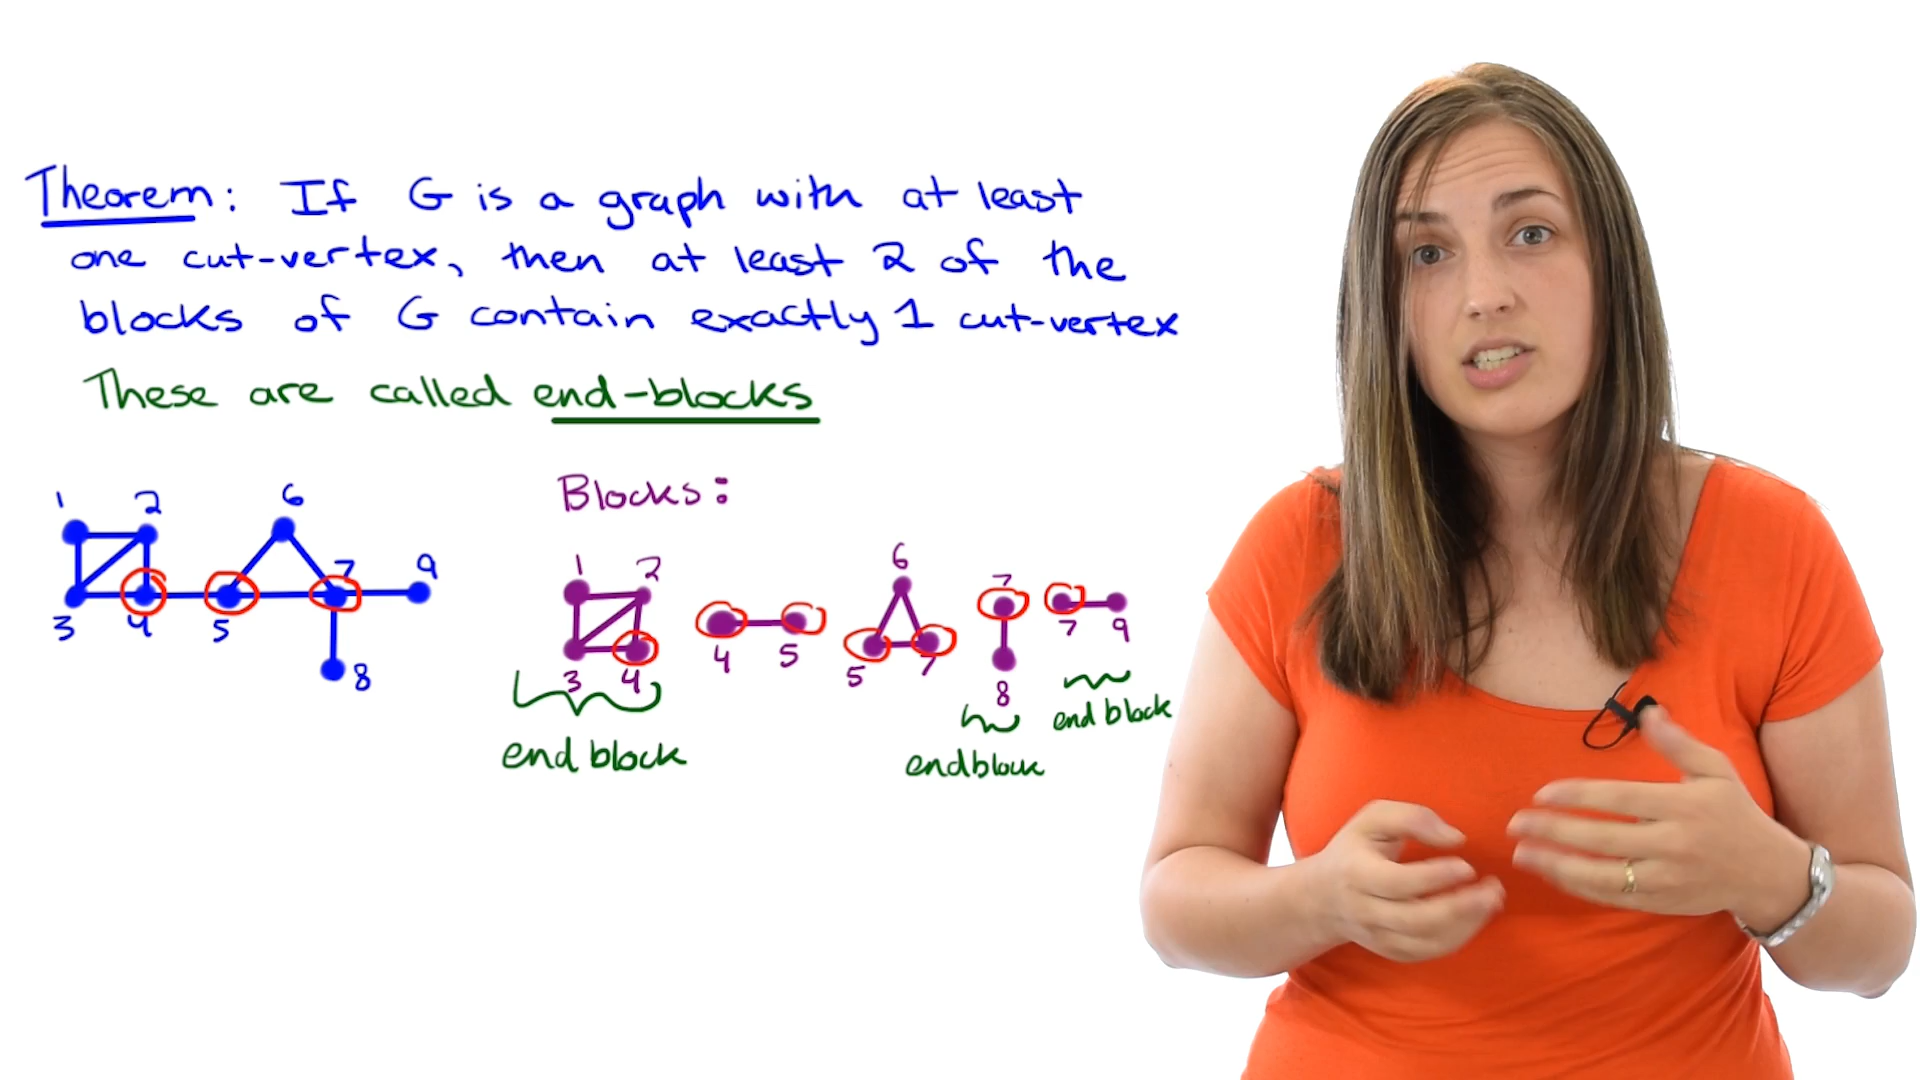 Theorem: If G is a graph with at least
one cut-vertex, then at least 2 of the
blocks of G contain exactly 1 cut-vertex
These are called end-blocks
Blocks:
1 2
3 4 5
6
7 9
8
1 2
3 4
4 5
6
5 7
7
8
7 9
end block
endblock
end block